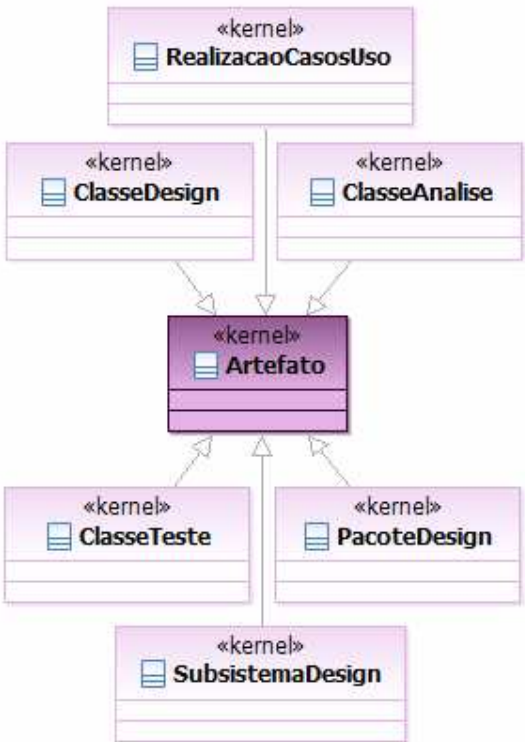 «kernel»
RealizacaoCasosUso
«kernel»
ClasseDesign
«kernel»
ClasseAnalise
«kernel»
Artefato
«kernel»
ClasseTeste
«kernel»
PacoteDesign
«kernel»
SubsistemaDesign